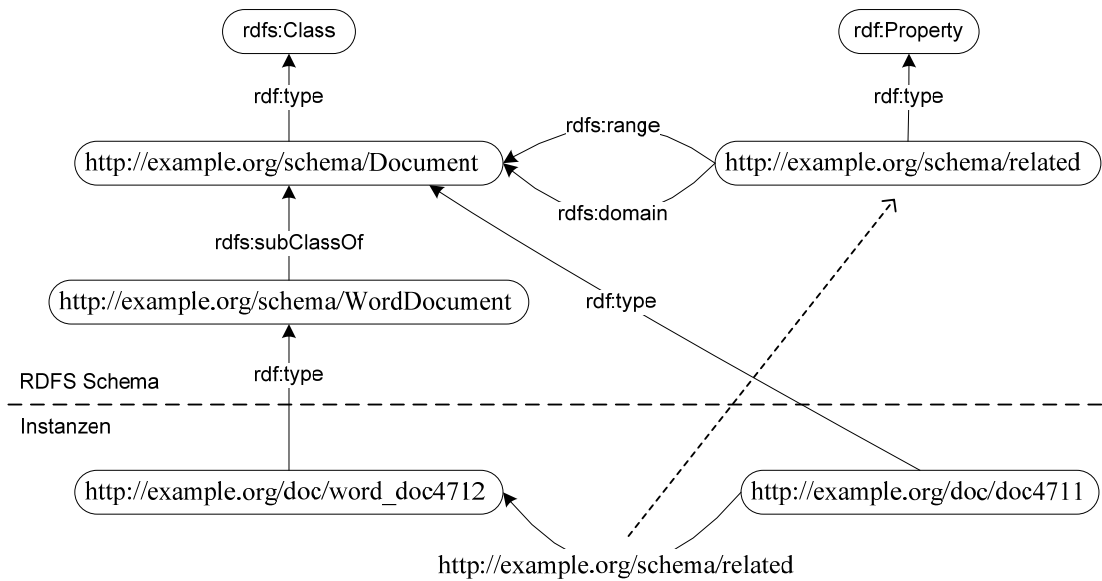 rdfs:Class
rdf:Property
rdf:type
rdf:type
rdfs:range
http://example.org/schema/Document
http://example.org/schema/related
rdfs:domain
rdfs:subClassOf
http://example.org/schema/WordDocument
rdf:type
rdf:type
RDFS Schema
Instanzen
http://example.org/doc/word_doc4712
http://example.org/doc/doc4711
http://example.org/schema/related